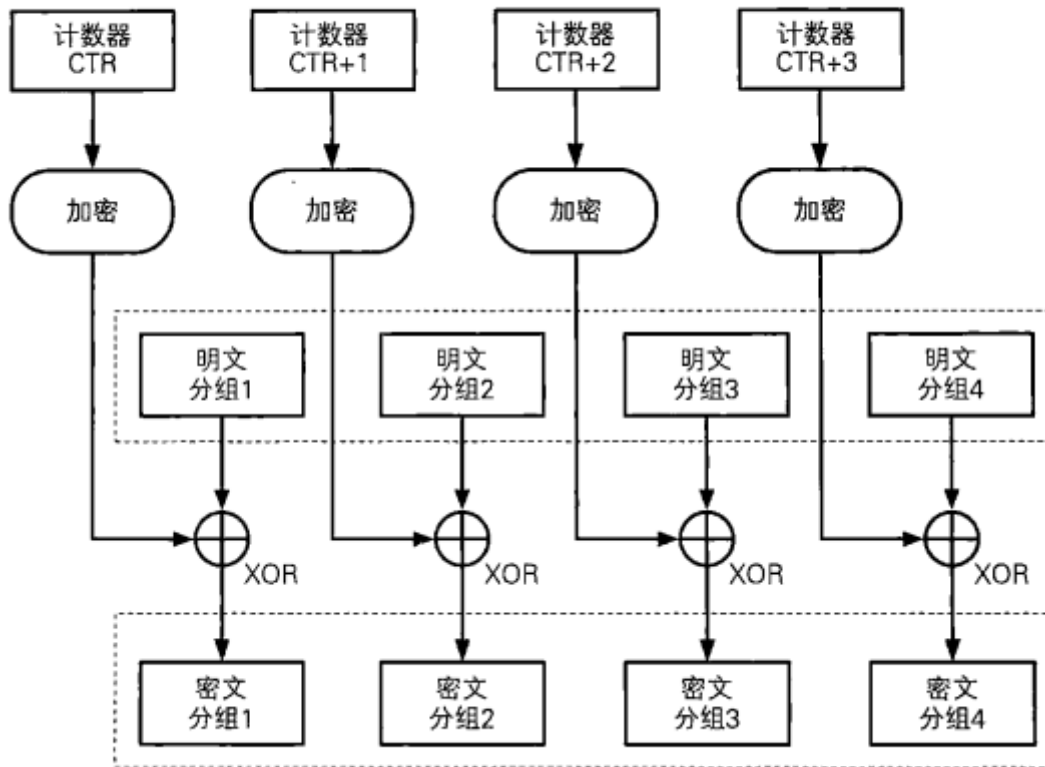 计数器
CTR
计数器
CTR+1
计数器
CTR+2
计数器
CTR+3
加密
加密
加密
加密
明文
分组1
明文
分组2
明文
分组3
明文
分组4
XOR
XOR
XOR
XOR
密文
分组1
密文
分组2
密文
分组3
密文
分组4